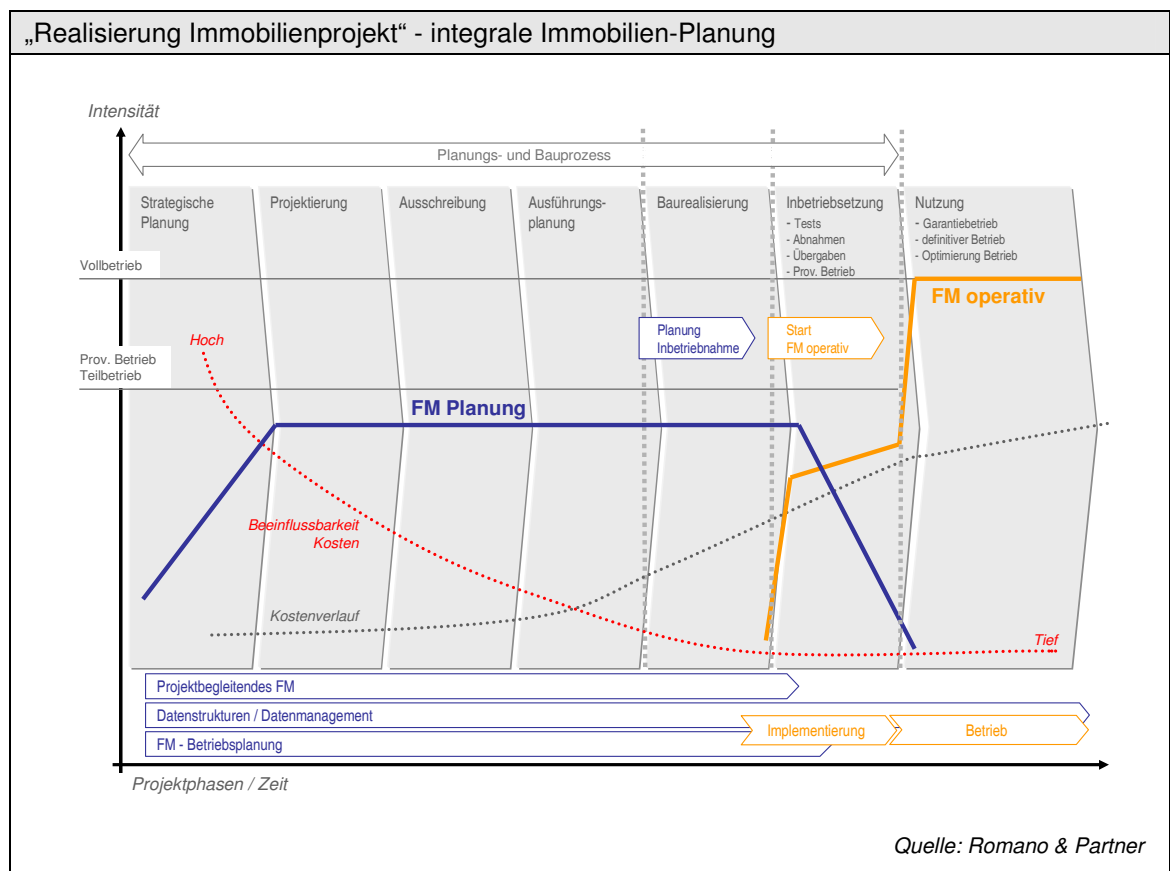 „Realisierung Immobilienprojekt“ - integrale Immobilien-Planung
Intensität
Planungs- und Bauprozess
Strategische
Planung
Projektierung
Ausschreibung
Ausführungs-
planung
Baurealisierung
Inbetriebsetzung
- Tests
- Abnahmen
- Übergaben
- Prov. Betrieb
Nutzung
- Garantiebetrieb
- definitiver Betrieb
- Optimierung Betrieb
Vollbetrieb
FM operativ
Planung
Inbetriebnahme
Start
FM operativ
Hoch
Prov. Betrieb
Teilbetrieb
FM Planung
Beeinflussbarkeit
Kosten
Kostenverlauf
Tief
Projektbegleitendes FM
Datenstrukturen / Datenmanagement
FM - Betriebsplanung
Implementierung
Betrieb
Projektphasen / Zeit
Quelle: Romano & Partner